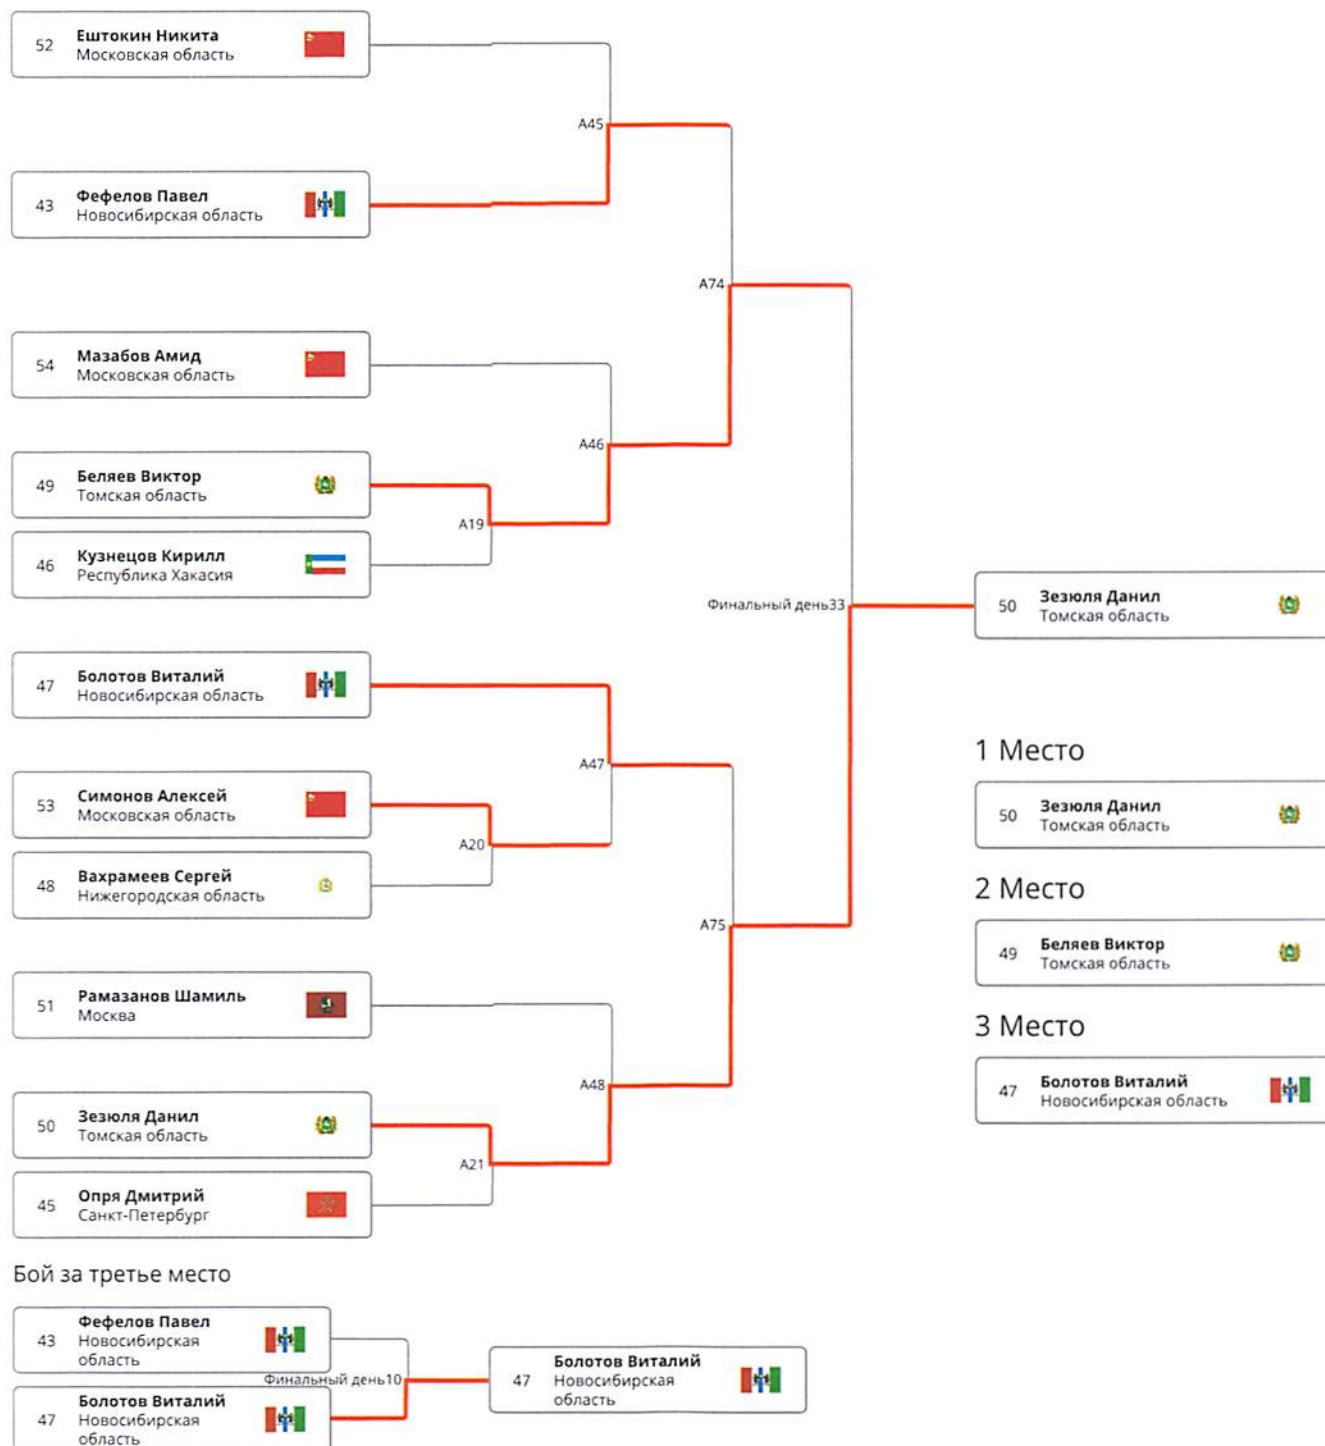 52
Ештокин Никита
Московская область
A45
43
Фефелов Павел
Новосибирская область
A74
54
Мазабов Амид
Московская область
A46
49
Беляев Виктор
Томская область
A19
46
Кузнецов Кирилл
Республика Хакасия
Финальный день33
50
Зезюля Данил
Томская область
47
Болотов Виталий
Новосибирская область
A47
53
Симонов Алексей
Московская область
A20
48
Вахрамеев Сергей
Нижегородская область
A75
51
Рамазанов Шамиль
Москва
A48
50
Зезюля Данил
Томская область
A21
45
Опря Дмитрий
Санкт-Петербург
1 Место
50
Зезюля Данил
Томская область
2 Место
49
Беляев Виктор
Томская область
3 Место
47
Болотов Виталий
Новосибирская область
Бой за третье место
43
Фефелов Павел
Новосибирская
область
Финальный день10
47
Болотов Виталий
Новосибирская
область
47
Болотов Виталий
Новосибирская
область